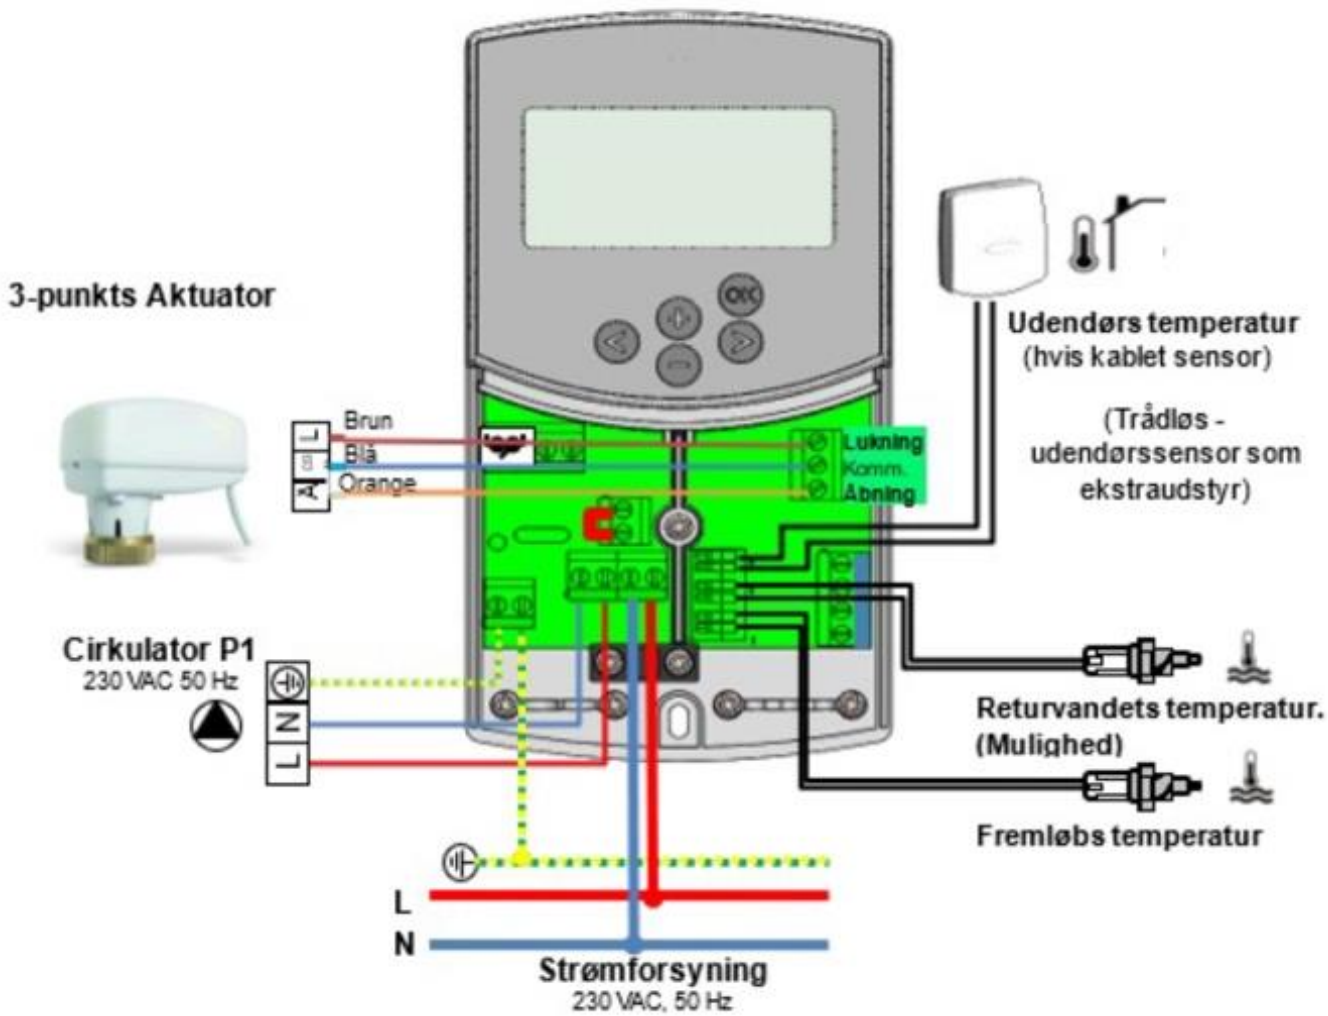 OK
3-punkts Aktuator
Udendørs temperatur
(hvis kablet sensor)
(Trådløs -
udendørssensor som
ekstraudstyr)
L Brun
Blå
A Orange
Lukning
Komm.
Åbning
Cirkulator P1
230 VAC 50 Hz
N
L
Returvandets temperatur.
(Mulighed)
Fremløbs temperatur
L
N
Strømforsyning
230 VAC, 50 Hz